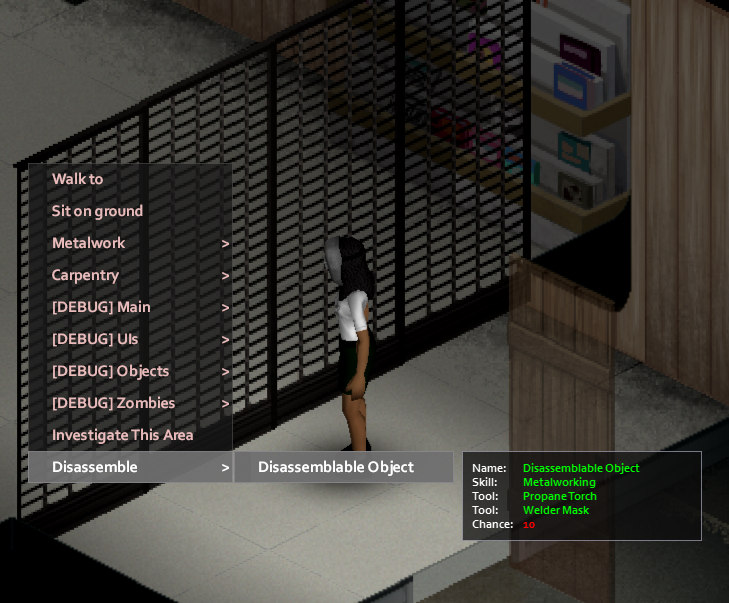 Walk to
Sit on ground
Metalwork >
Carpentry >
[DEBUG] Main >
[DEBUG] UIs >
[DEBUG] Objects >
[DEBUG] Zombies >
Investigate This Area
Disassemble > Disassemblable Object
Name: Disassemblable Object
Skill: Metalworking
Tool: Propane Torch
Tool: Welder Mask
Chance: 10